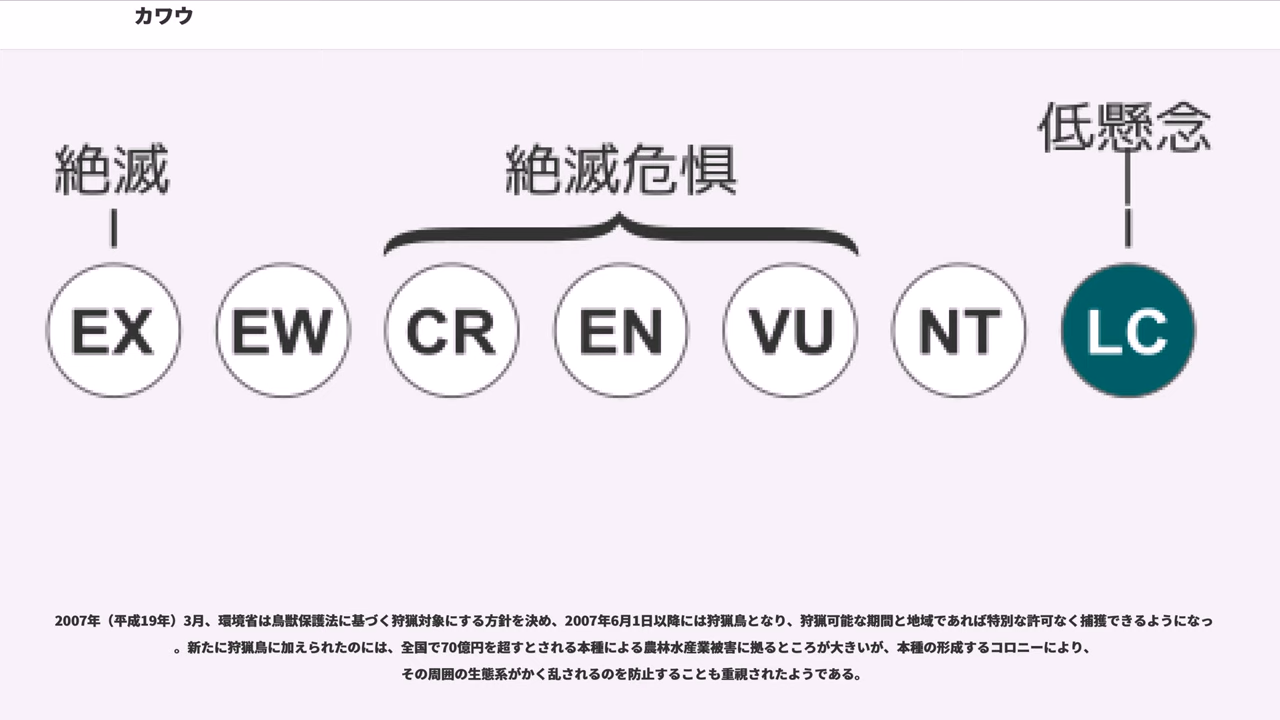 カワウ
低懸念
絶滅
絶滅危惧
EX
EW
CR
EN
VU
NT
LC
2007年（平成19年）3月、環境省は鳥獣保護法に基づく狩猟対象にする方針を決め、2007年6月1日以降には狩猟鳥となり、狩猟可能な期間と地域であれば特別な許可なく捕獲できるようになっ
。新たに狩猟鳥に加えられたのには、全国で70億円を超すとされる本種による農林水産業被害に拠るところが大きいが、本種の形成するコロニーにより、
その周囲の生態系がかく乱されるのを防止することも重視されたようである。